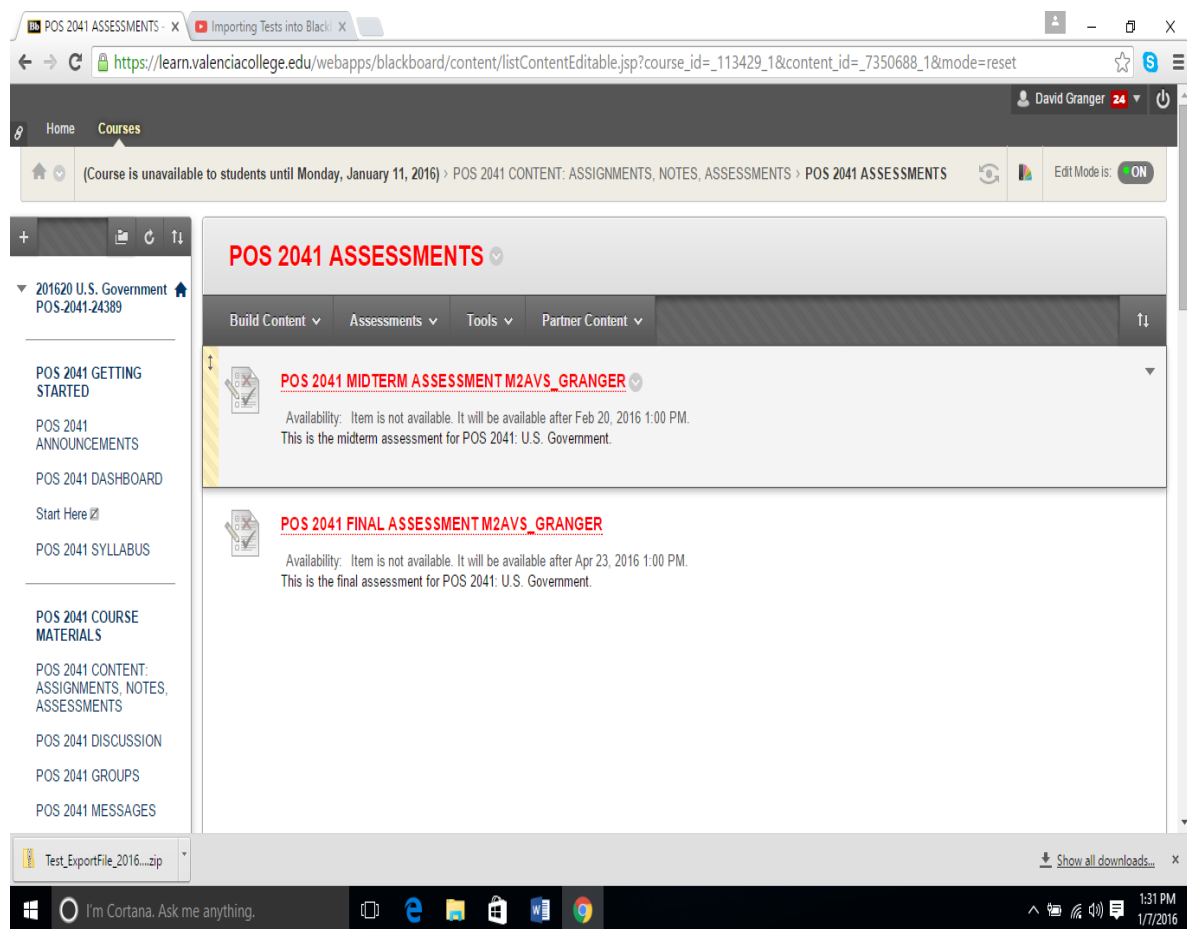 POS 2041 ASSESSMENTS -
Importing Tests into Black
https://learn.valenciacollege.edu/webapps/blackboard/content/listContentEditable.jsp?course_id=_113429_1&content_id=_7350688_1&mode=reset
David Granger 24
Home Courses
(Course is unavailable to students until Monday, January 11, 2016) > POS 2041 CONTENT: ASSIGNMENTS, NOTES, ASSESSMENTS > POS 2041 ASSESSMENTS
Edit Mode is: ON
201620 U.S. Government
POS-2041-24389
POS 2041 GETTING
STARTED
POS 2041
ANNOUNCEMENTS
POS 2041 DASHBOARD
Start Here
POS 2041 SYLLABUS
POS 2041 COURSE
MATERIALS
POS 2041 CONTENT:
ASSIGNMENTS, NOTES,
ASSESSMENTS
POS 2041 DISCUSSION
POS 2041 GROUPS
POS 2041 MESSAGES
POS 2041 ASSESSMENTS
Build Content Assessments Tools Partner Content
POS 2041 MIDTERM ASSESSMENT M2AVS_GRANGER
Availability: Item is not available. It will be available after Feb 20, 2016 1:00 PM.
This is the midterm assessment for POS 2041: U.S. Government.
POS 2041 FINAL ASSESSMENT M2AVS_GRANGER
Availability: Item is not available. It will be available after Apr 23, 2016 1:00 PM.
This is the final assessment for POS 2041: U.S. Government.
Test_ExportFile_2016....zip
Show all downloads...
I'm Cortana. Ask me anything.
1:31 PM
1/7/2016